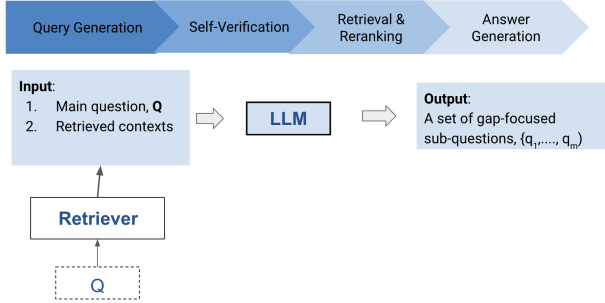 Query Generation
Self-Verification
Retrieval &
Reranking
Answer
Generation
Input:
1. Main question, Q
2. Retrieved contexts
LLM
Output:
A set of gap-focused
sub-questions, {q1,...., qm)
Retriever
Q